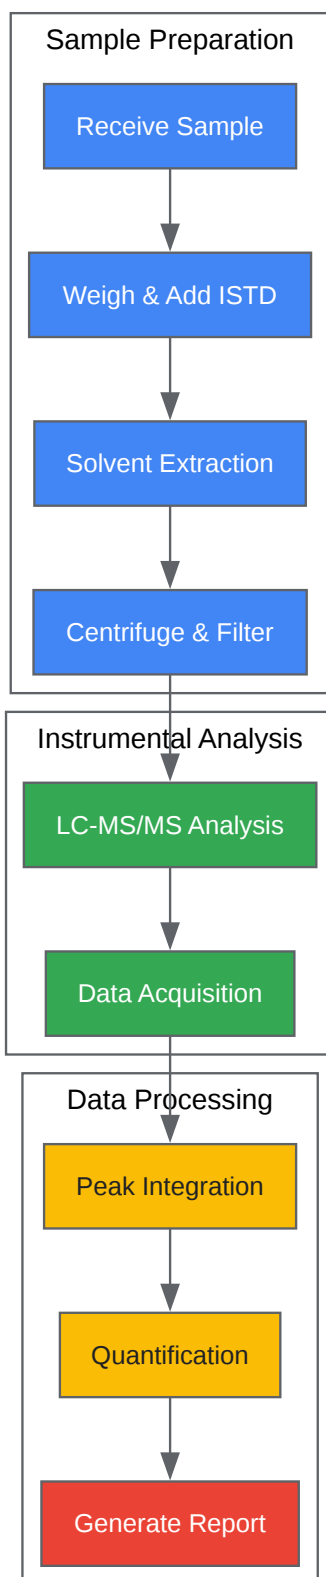 Sample Preparation
Receive Sample
Weigh & Add ISTD
Solvent Extraction
Centrifuge & Filter
Instrumental Analysis
LC-MS/MS Analysis
Data Acquisition
Data Processing
Peak Integration
Quantification
Generate Report